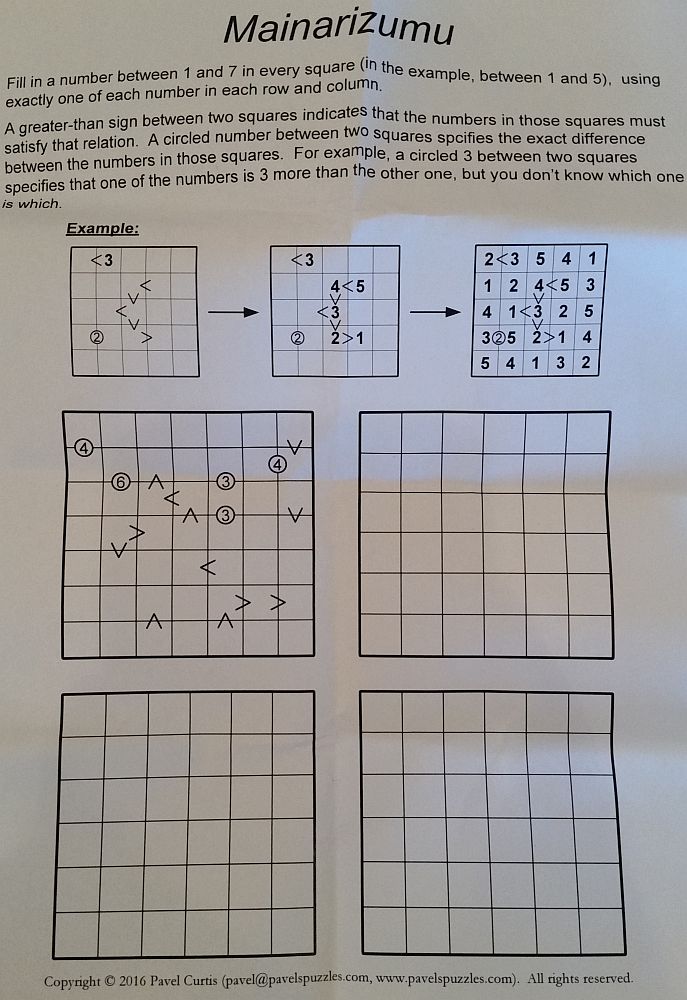 Mainarizumu
Fill in a number between 1 and 7 in every square (in the example, between 1 and 5), using
exactly one of each number in each row and column.
A greater-than sign between two squares indicates that the numbers in those squares must
satisfy that relation. A circled number between two squares spcifies the exact difference
between the numbers in those squares. For example, a circled 3 between two squares
specifies that one of the numbers is 3 more than the other one, but you don't know which one
is which.
Example:
<3
<
∨
<
∨
② >
<3
4<5
∨
<3
∨
② 2>1
2<3 5 4 1
1 2 4<5 3
∨
4 1<3 2 5
∨
3②5 2>1 4
5 4 1 3 2
④ ∨
④
⑥ ∧ ③
<
∧ ③ ∨
>
∨
<
> >
∧ ∧
Copyright © 2016 Pavel Curtis (pavel@pavelspuzzles.com, www.pavelspuzzles.com). All rights reserved.